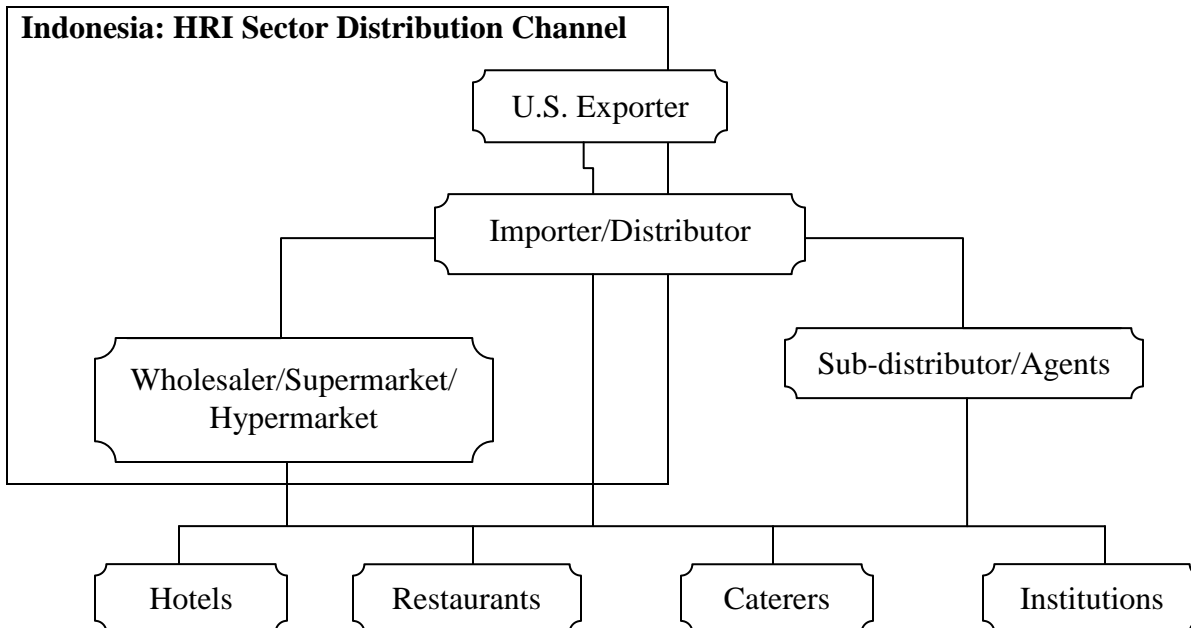 Indonesia: HRI Sector Distribution Channel
U.S. Exporter
Importer/Distributor
Wholesaler/Supermarket/
Hypermarket
Sub-distributor/Agents
Hotels
Restaurants
Caterers
Institutions